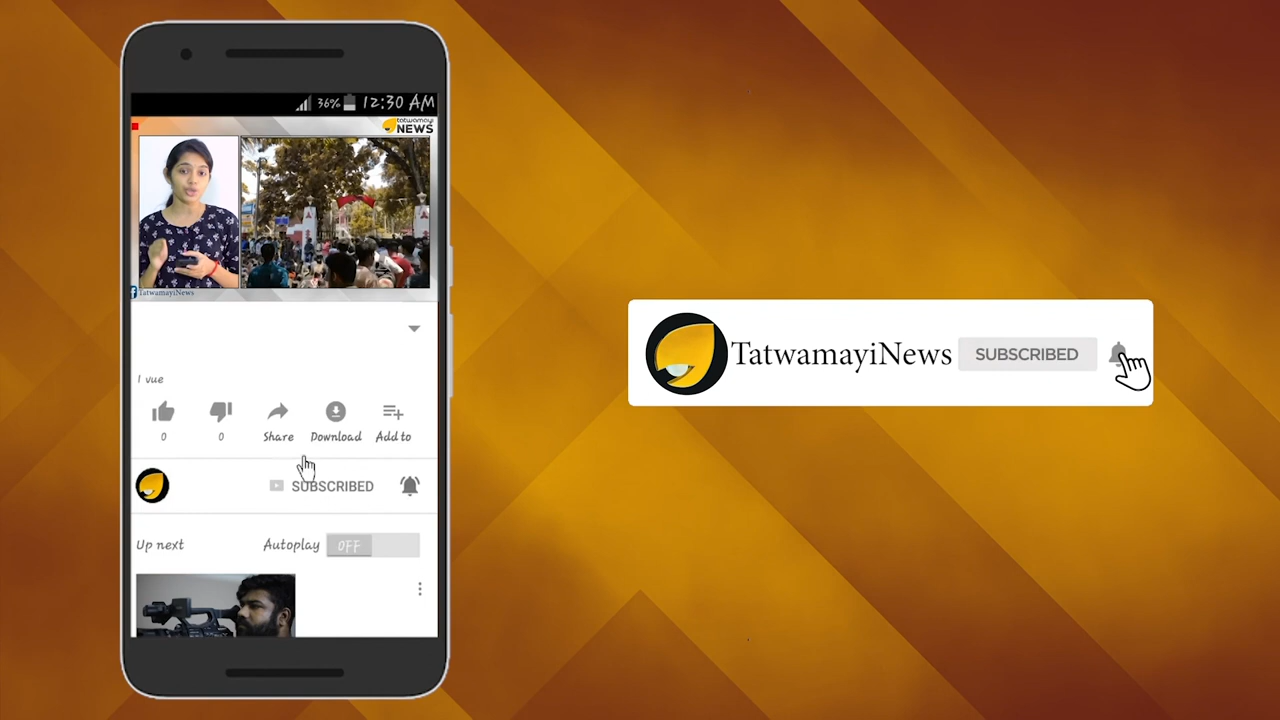 36% 12:30 AM
tatwamayi
NEWS
TatwamayiNews
1 vue
0 0 Share Download Add to
SUBSCRIBED
Up next Autoplay OFF
TatwamayiNews SUBSCRIBED